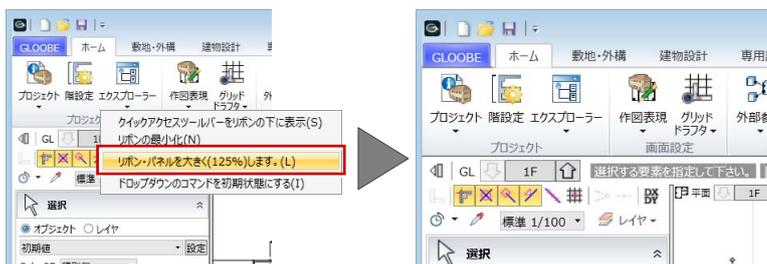 GLOOBE ホーム 敷地・外構 建物設計
プロジェクト 階設定 エクスプローラー 作図表現 グリッド
ドラフタ
クイックアクセスツールバーをリボンの下に表示(S)
リボンの最小化(N)
リボン・パネルを大きく(125%)します。(L)
ドロップダウンのコマンドを初期状態にする(I)
GL
標準
選択
オブジェクト レイヤ
初期値 設定
GLOOBE ホーム 敷地・外構 建物設計 専用
プロジェクト 階設定 エクスプローラー 作図表現 グリッド
ドラフタ 外部参
プロジェクト 画面設定
GL 1F 選択する要素を指定して下さい。
平面 1F
標準 1/100 レイヤ
選択